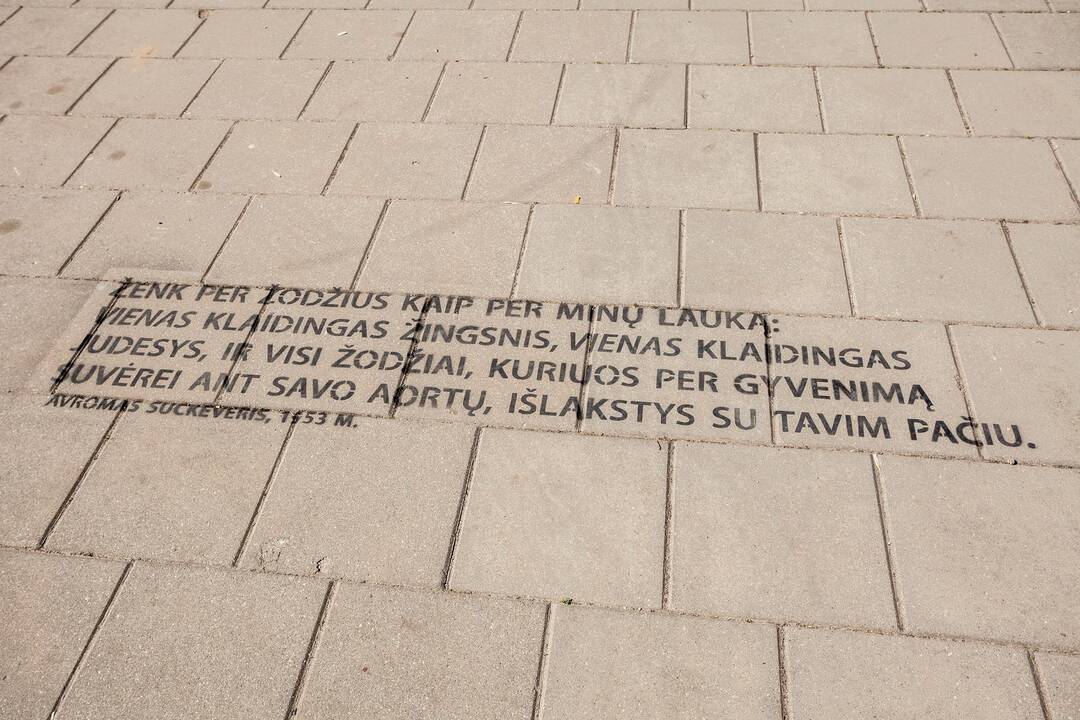 ŽENK PER ŽODŽIUS KAIP PER MINŲ LAUKĄ:
VIENAS KLAIDINGAS ŽINGSNIS, VIENAS KLAIDINGAS
JUDESYS, IR VISI ŽODŽIAI, KURIUOS PER GYVENIMĄ
SUVĖREI ANT SAVO AORTŲ, IŠLAKSTYS SU TAVIM PAČIU.
AVROMAS SUCKEVERIS, 1953 M.